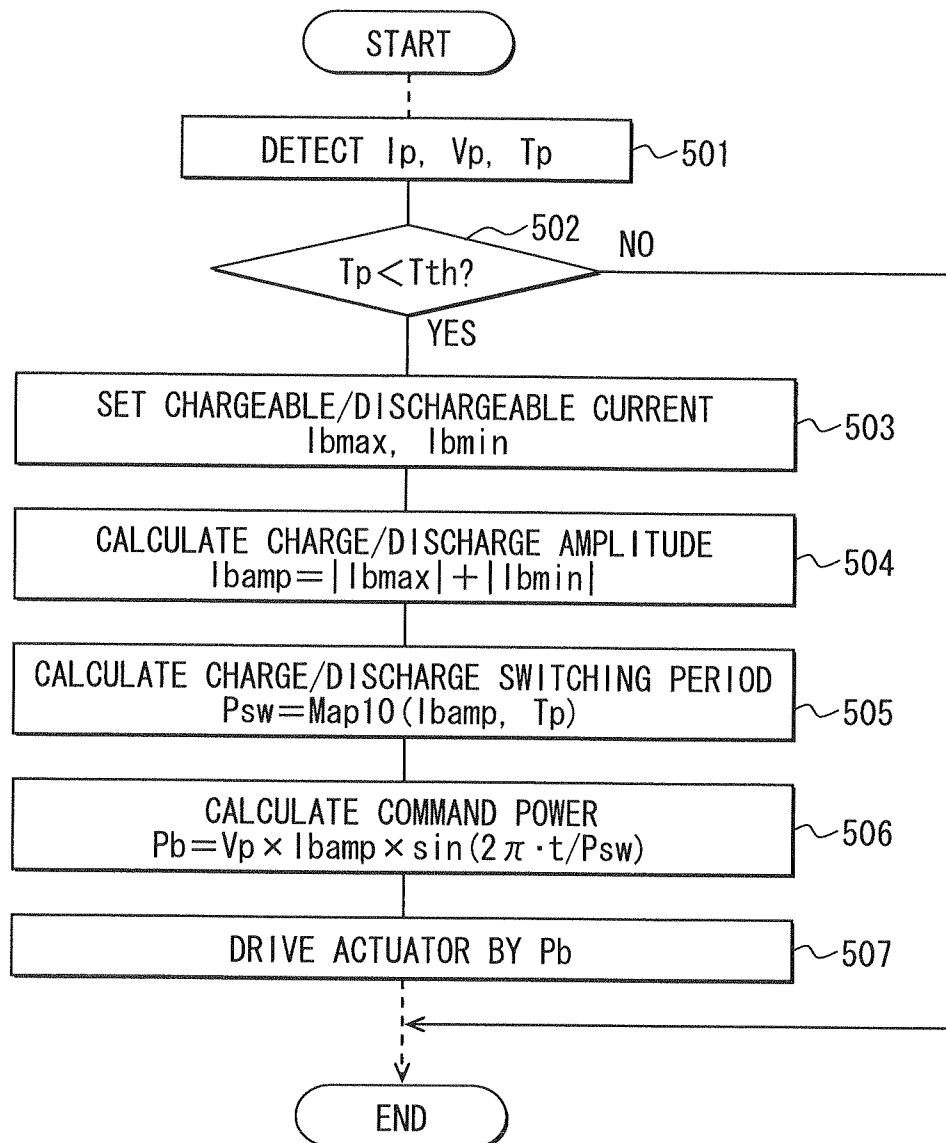 START
DETECT Ip, Vp, Tp
501
502
Tp<Tth?
NO
YES
SET CHARGEABLE/DISCHARGEABLE CURRENT
Ibmax, Ibmin
503
CALCULATE CHARGE/DISCHARGE AMPLITUDE
Ibamp=|Ibmax|+|Ibmin|
504
CALCULATE CHARGE/DISCHARGE SWITCHING PERIOD
Psw=Map10(Ibamp, Tp)
505
CALCULATE COMMAND POWER
Pb=Vp×Ibamp×sin(2π·t/Psw)
506
DRIVE ACTUATOR BY Pb
507
END